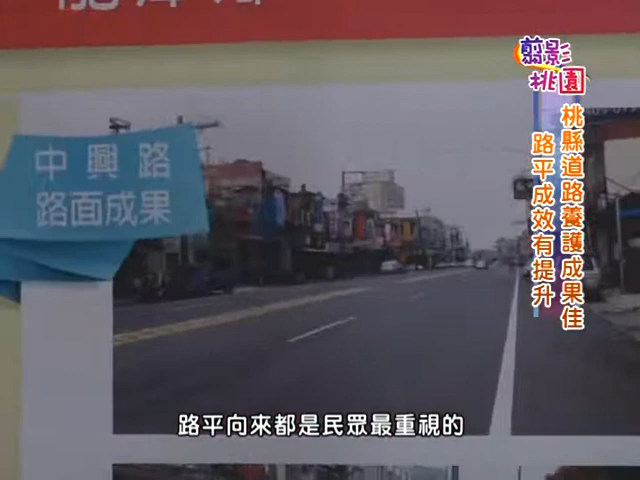 剪影
桃園
桃縣道路養護成果佳
路平成效有提升
中興路
路面成果
路平向來都是民眾最重視的